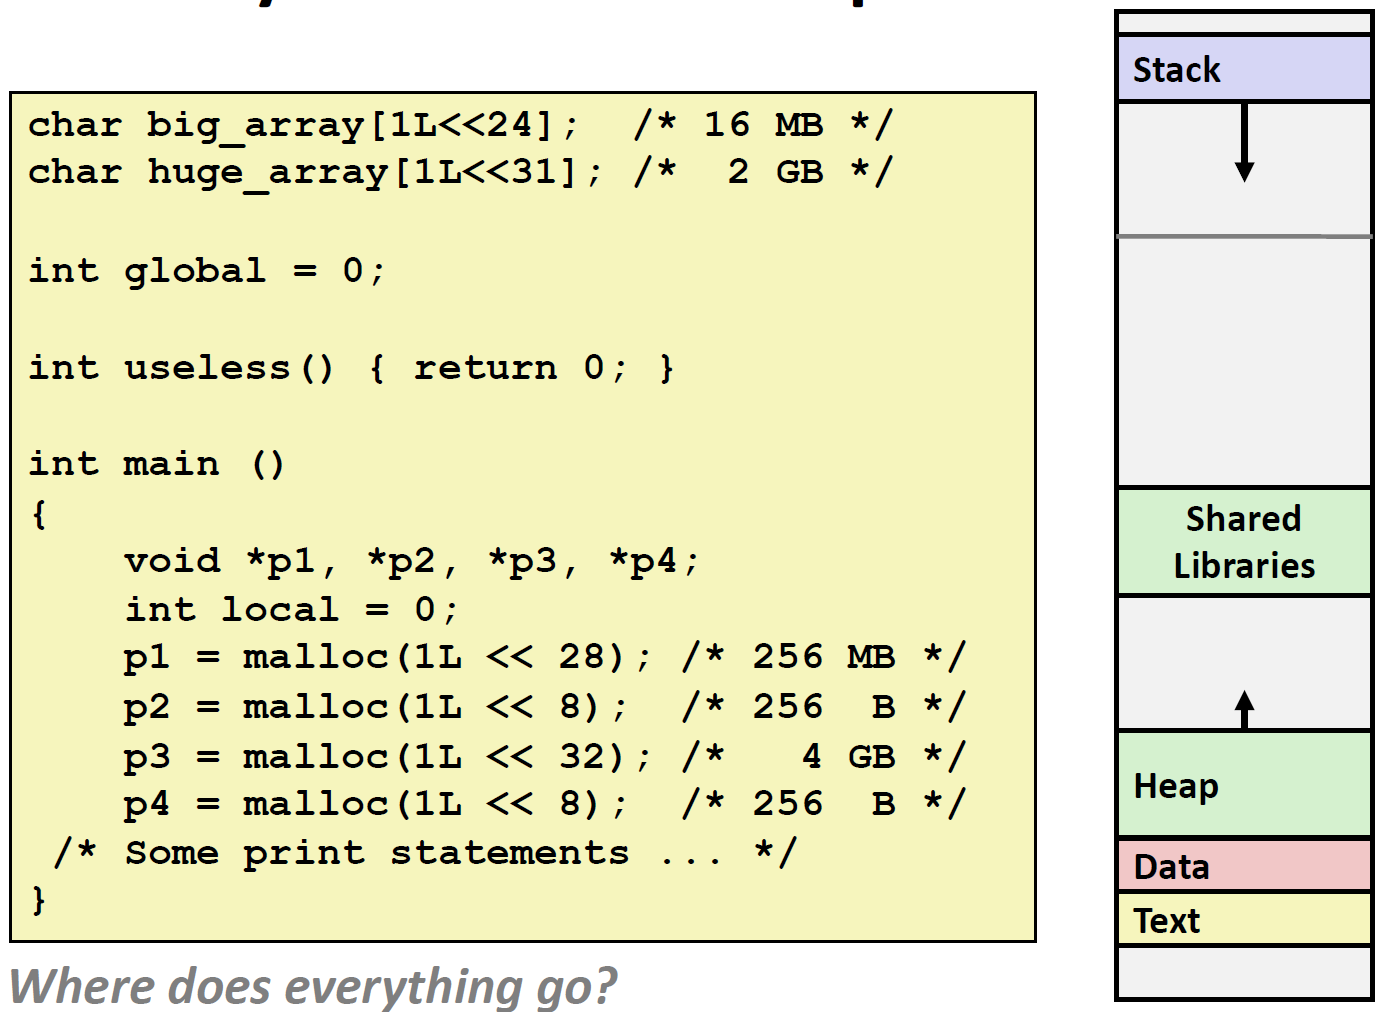 char big_array[1L<<24];  /* 16 MB */
char huge_array[1L<<31]; /*  2 GB */
int global = 0;
int useless() { return 0; }
int main ()
{
    void *p1, *p2, *p3, *p4;
    int local = 0;
    p1 = malloc(1L << 28); /* 256 MB */
    p2 = malloc(1L << 8);  /* 256  B */
    p3 = malloc(1L << 32); /*   4 GB */
    p4 = malloc(1L << 8);  /* 256  B */
 /* Some print statements ... */
}
Where does everything go?
Stack
Shared
Libraries
Heap
Data
Text